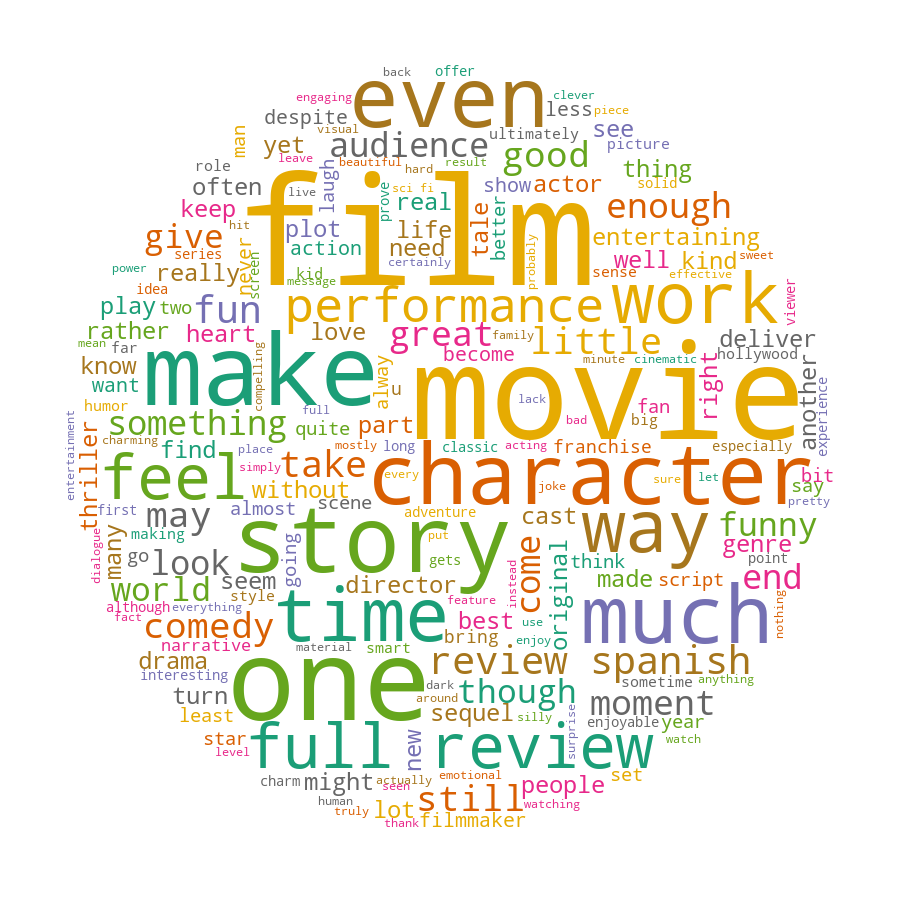 back
offer
engaging
even
clever
despite
less
piece
visual
man
yet
audience
ultimately
see
picture
good
leave
beautiful
hard
result
thing
role
often
live
laugh
sci fi
show
actor
solid
prove
real
better
tale
keep
film
enough
hit
plot
life
give
action
need
entertaining
series
never
screen
certainly
probably
well
kind
sweet
power
really
kid
message
sense
effective
idea
play
two
fun
performance
work
viewer
rather
heart
love
great
family
little
deliver
mean
far
become
hollywood
know
make
minute
cinematic
right
another
want
compelling
alway
u
movie
lack
fan
experience
humor
full
big
bad
entertainment
something
quite
part
charming
place
mostly
long
classic
acting
franchise
especially
thriller
find
simply
take
character
every
joke
sure
let
bit
feel
without
say
pretty
first
may
almost
scene
adventure
cast
way
funny
making
story
put
dialogue
many
go
look
going
gets
come
original
think
genre
point
world
seem
director
instead
made
script
end
style
although
everything
time
feature
best
use
much
nothing
fact
comedy
bring
enjoy
narrative
material
smart
drama
one
review spanish
interesting
dark
sometime
anything
turn
around
though
moment
least
sequel
silly
surprise
enjoyable
year
star
full review
watch
level
new
charm
might
actually
seen
emotional
people
set
human
still
watching
truly
lot
thank
filmmaker